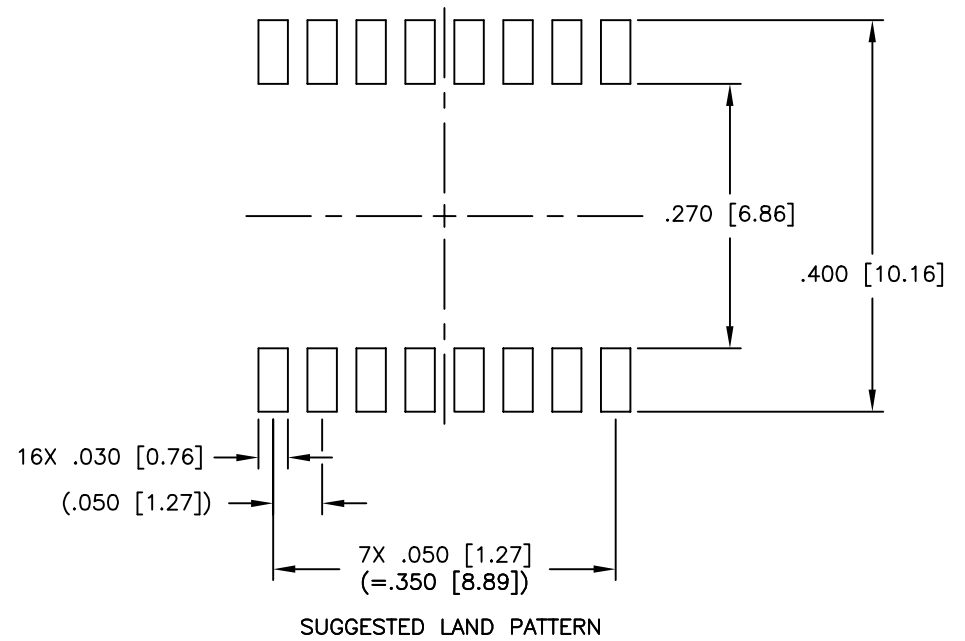 .270 [6.86]
.400 [10.16]
16X .030 [0.76]
(.050 [1.27])
7X .050 [1.27]
(=.350 [8.89])
SUGGESTED LAND PATTERN